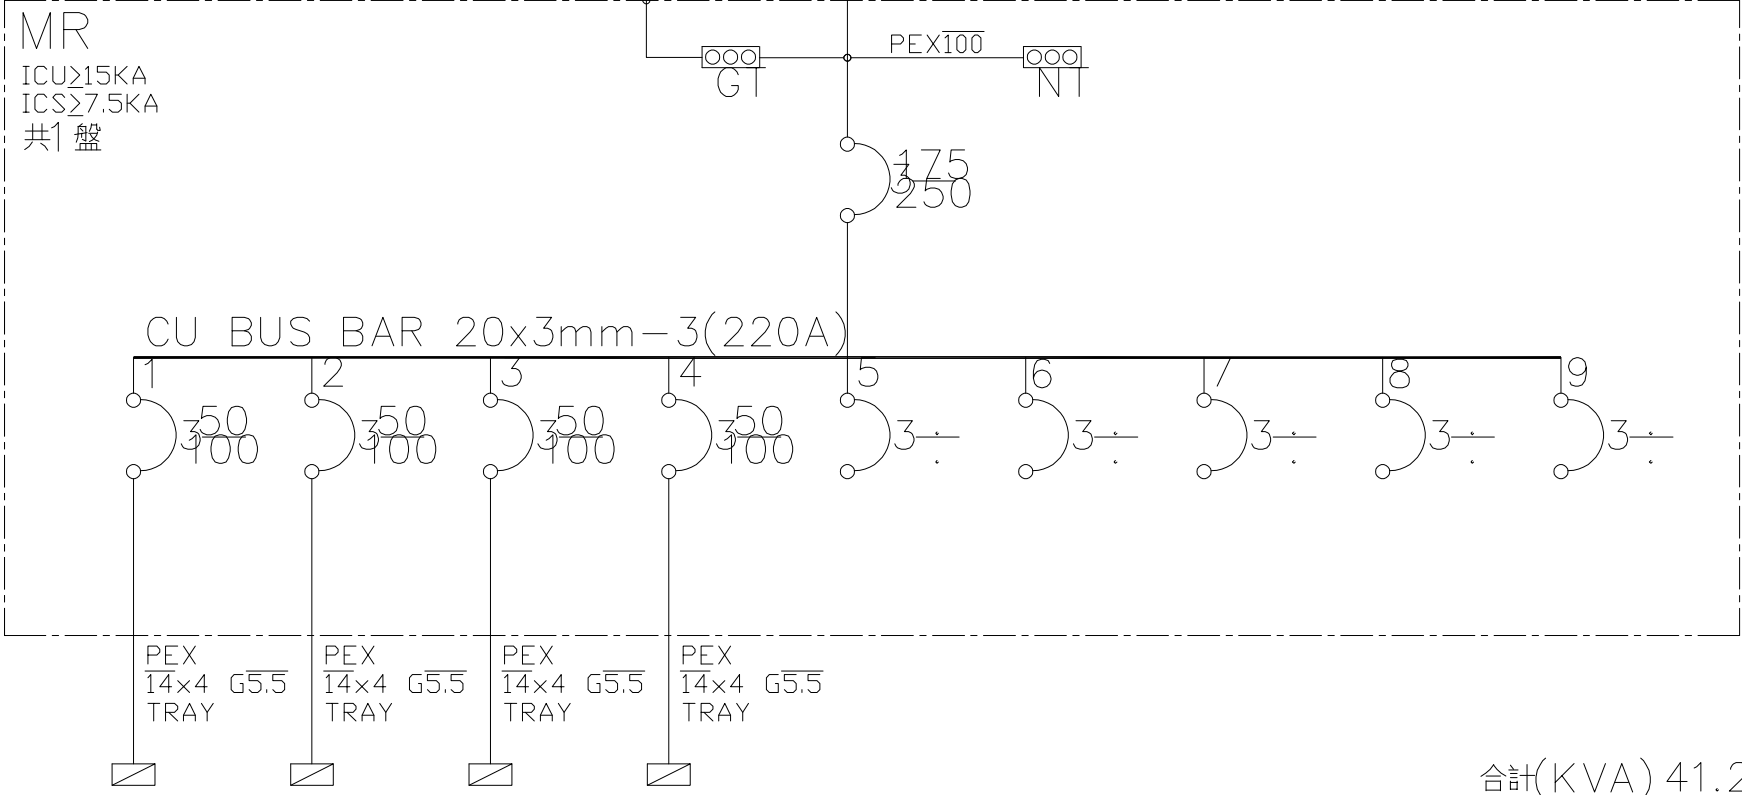 MR
ICU≥15KA
ICS≥7.5KA
共1 盤
PEX100
GT
NT
3 175
250
CU BUS BAR 20x3mm-3(220A)
1 2 3 4 5 6 7 8 9
3 50 3 50 3 50 3 50 3 3 3 3 3
100 100 100 100
PEX PEX PEX PEX
14x4 G5.5 14x4 G5.5 14x4 G5.5 14x4 G5.5
TRAY TRAY TRAY TRAY
合計(KVA) 41.2